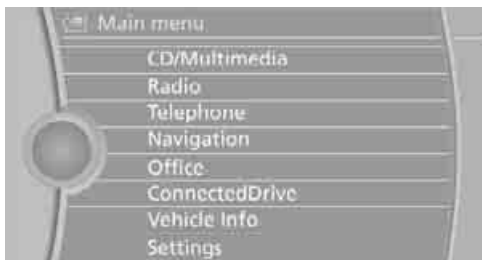 Main menu
CD/Multimedia
Radio
Telephone
Navigation
Office
ConnectedDrive
Vehicle Info
Settings